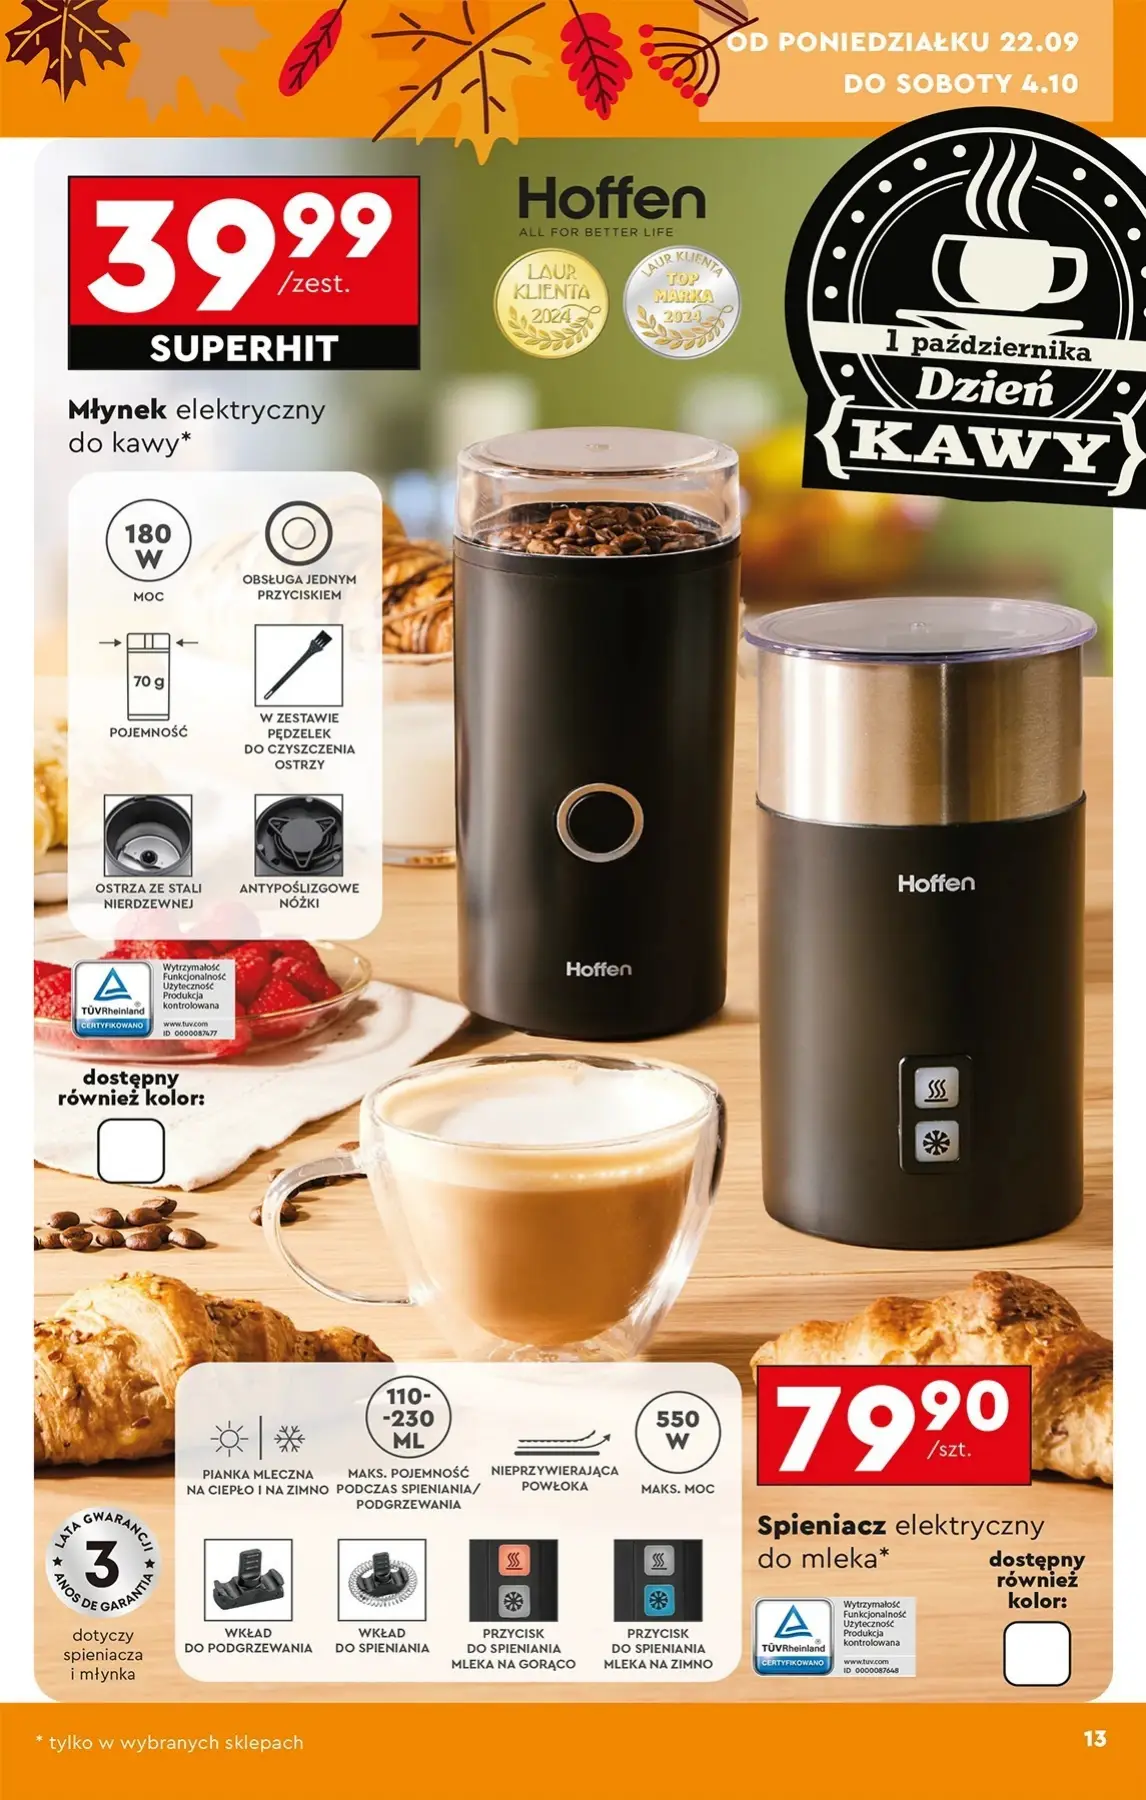 OD PONIEDZIAŁKU 22.09
DO SOBOTY 4.10
39 99
/zest.
SUPERHIT
Hoffen
ALL FOR BETTER LIFE
LAUR
KLIENTA
2024
LAUR KLIENTA
TOP
MARKA
2024
1 października
Dzień
{KAWY}
Młynek elektryczny
do kawy*
180
W
MOC
OBSŁUGA JEDNYM
PRZYCISKIEM
70 g
POJEMNOŚĆ
W ZESTAWIE
PĘDZELEK
DO CZYSZCZENIA
OSTRZY
OSTRZA ZE STALI
NIERDZEWNEJ
ANTYPOŚLIZGOWE
NÓŻKI
TÜVRheinland
CERTYFIKOWANO
Wytrzymałość
Funkcjonalność
Użyteczność
Produkcja
kontrolowana
www.tuv.com
ID 0000087477
dostępny
również kolor:
Hoffen
Hoffen
PIANKA MLECZNA
NA CIEPŁO I NA ZIMNO
110-
-230
ML
MAKS. POJEMNOŚĆ
PODCZAS SPIENIANIA/
PODGRZEWANIA
NIEPRZYWIERAJĄCA
POWŁOKA
550
W
MAKS. MOC
WKŁAD
DO PODGRZEWANIA
WKŁAD
DO SPIENIANIA
PRZYCISK
DO SPIENIANIA
MLEKA NA GORĄCO
PRZYCISK
DO SPIENIANIA
MLEKA NA ZIMNO
LATA GWARANCJI
3
AÑOS DE GARANTIA
dotyczy
spieniacza
i młynka
79 90
/szt.
Spieniacz elektryczny
do mleka*
TÜVRheinland
CERTYFIKOWANO
Wytrzymałość
Funkcjonalność
Użyteczność
Produkcja
kontrolowana
www.tuv.com
ID 0000087648
dostępny
również
kolor:
* tylko w wybranych sklepach
13